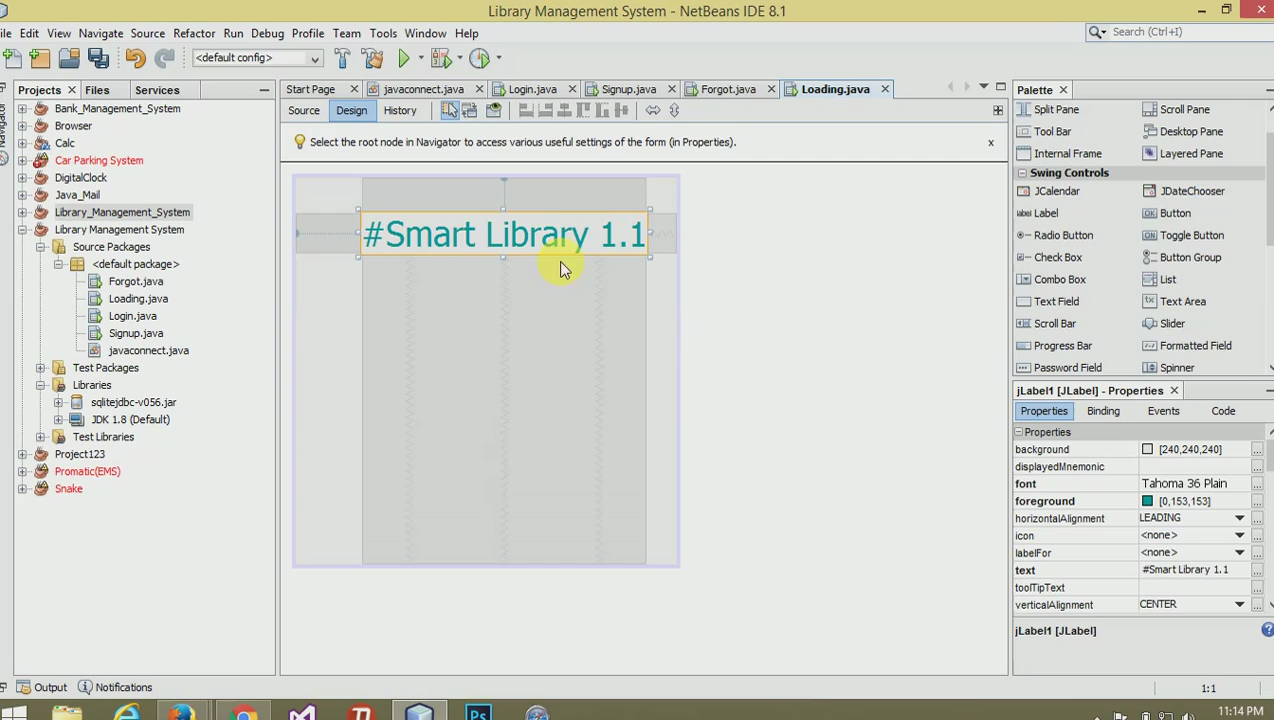 Library Management System - NetBeans IDE 8.1
ile Edit View Navigate Source Refactor Run Debug Profile Team Tools Window Help
Search (Ctrl+I)
<default config>
Projects Files Services
Start Page javaconnect.java Login.java Signup.java Forgot.java Loading.java
Palette
Source Design History
Select the root node in Navigator to access various useful settings of the form (in Properties).
x
Navigator
Bank_Management_System
Browser
Calc
Car Parking System
DigitalClock
Java_Mail
Library_Management_System
Library Management System
Source Packages
<default package>
Forgot.java
Loading.java
Login.java
Signup.java
javaconnect.java
Test Packages
Libraries
sqlitejdbc-v056.jar
JDK 1.8 (Default)
Test Libraries
Project123
Promatic(EMS)
Snake
#Smart Library 1.1
Split Pane Scroll Pane
Tool Bar Desktop Pane
Internal Frame Layered Pane
Swing Controls
JCalendar JDateChooser
Label Button
Radio Button Toggle Button
Check Box Button Group
Combo Box List
Text Field Text Area
Scroll Bar Slider
Progress Bar Formatted Field
Password Field Spinner
jLabel1 [JLabel] - Properties
Properties Binding Events Code
Properties
background [240,240,240] ...
displayedMnemonic ...
font Tahoma 36 Plain ...
foreground [0,153,153] ...
horizontalAlignment LEADING ...
icon <none> ...
labelFor <none> ...
text #Smart Library 1.1 ...
toolTipText ...
verticalAlignment CENTER ...
jLabel1 [JLabel]
Output Notifications
1:1
Ps
11:14 PM